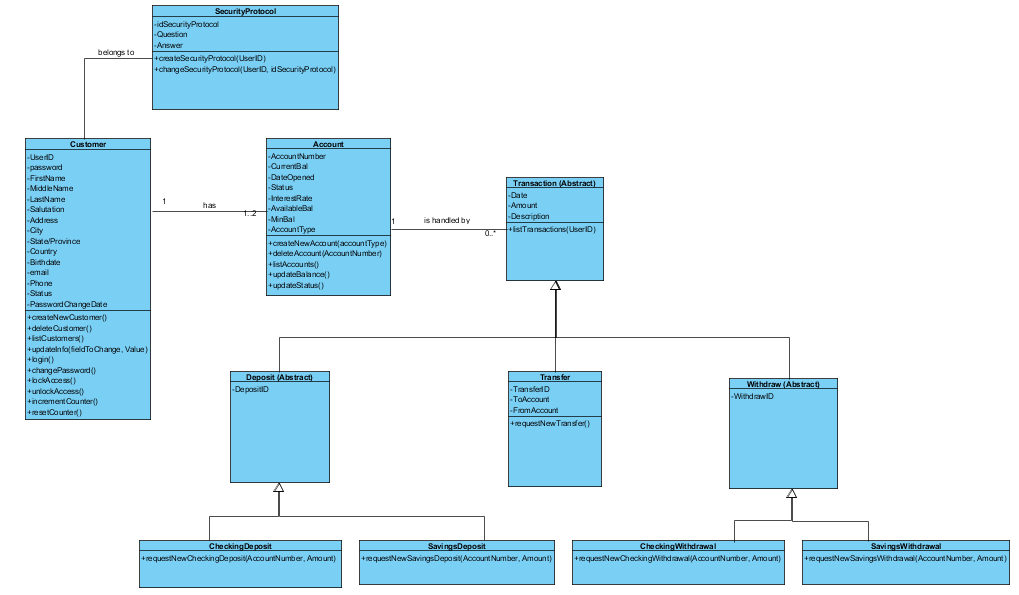 SecurityProtocol
-idSecurityProtocol
-Question
-Answer
+createSecurityProtocol(UserID)
+changeSecurityProtocol(UserID, idSecurityProtocol)
belongs to
Customer
-UserID
-password
-FirstName
-MiddleName
-LastName
-Salutation
-Address
-City
-State/Province
-Country
-Birthdate
-email
-Phone
-Status
-PasswordChangeDate
+createNewCustomer()
+deleteCustomer()
+listCustomers()
+updateInfo(fieldToChange, Value)
+login()
+changePassword()
+lockAccess()
+unlockAccess()
+incrementCounter()
+resetCounter()
1
has
1..2
Account
-AccountNumber
-CurrentBal
-DateOpened
-Status
-InterestRate
-AvailableBal
-MinBal
-AccountType
+createNewAccount(accountType)
+deleteAccount(AccountNumber)
+listAccounts()
+updateBalance()
+updateStatus()
1
is handled by
0..*
Transaction (Abstract)
-Date
-Amount
-Description
+listTransactions(UserID)
Deposit (Abstract)
-DepositID
Transfer
-TransferID
-ToAccount
-FromAccount
+requestNewTransfer()
Withdraw (Abstract)
-WithdrawID
CheckingDeposit
+requestNewCheckingDeposit(AccountNumber, Amount)
SavingsDeposit
+requestNewSavingsDeposit(AccountNumber, Amount)
CheckingWithdrawal
+requestNewCheckingWithdrawal(AccountNumber, Amount)
SavingsWithdrawal
+requestNewSavingsWithdrawal(AccountNumber, Amount)